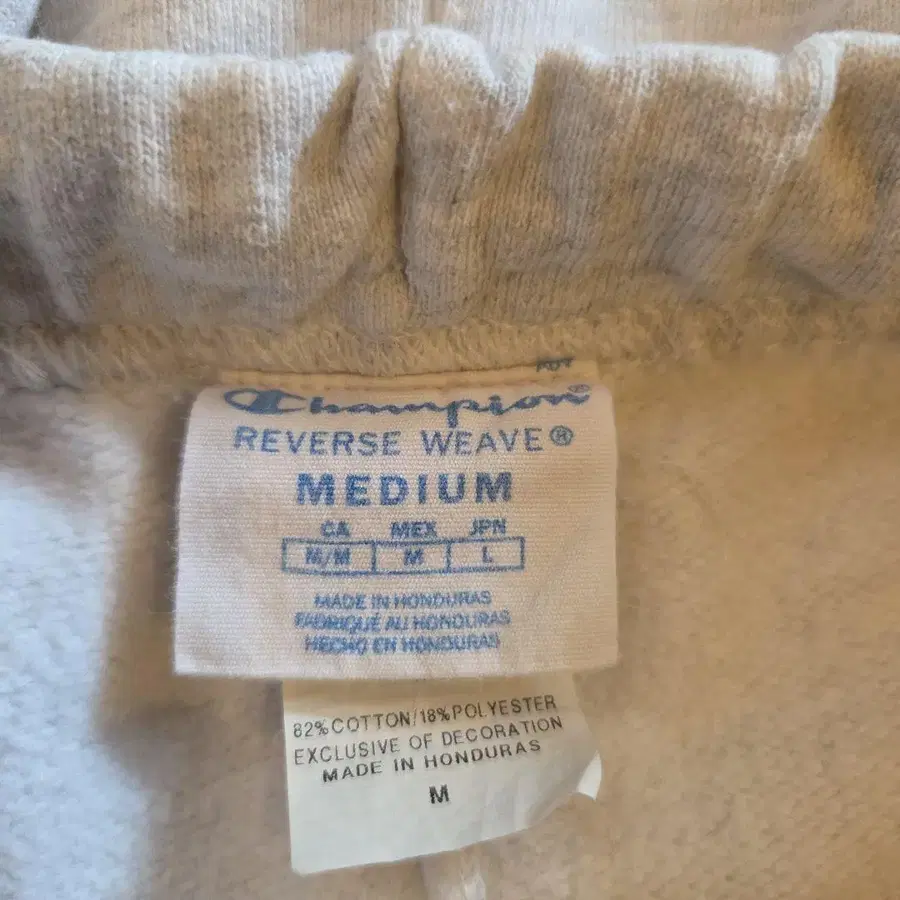 Champion®
REVERSE WEAVE®
MEDIUM
CA MEX JPN
M/M M L
MADE IN HONDURAS
FABRIQUÉ AU HONDURAS
HECHO EN HONDURAS
82%COTTON/18%POLYESTER
EXCLUSIVE OF DECORATION
MADE IN HONDURAS
M